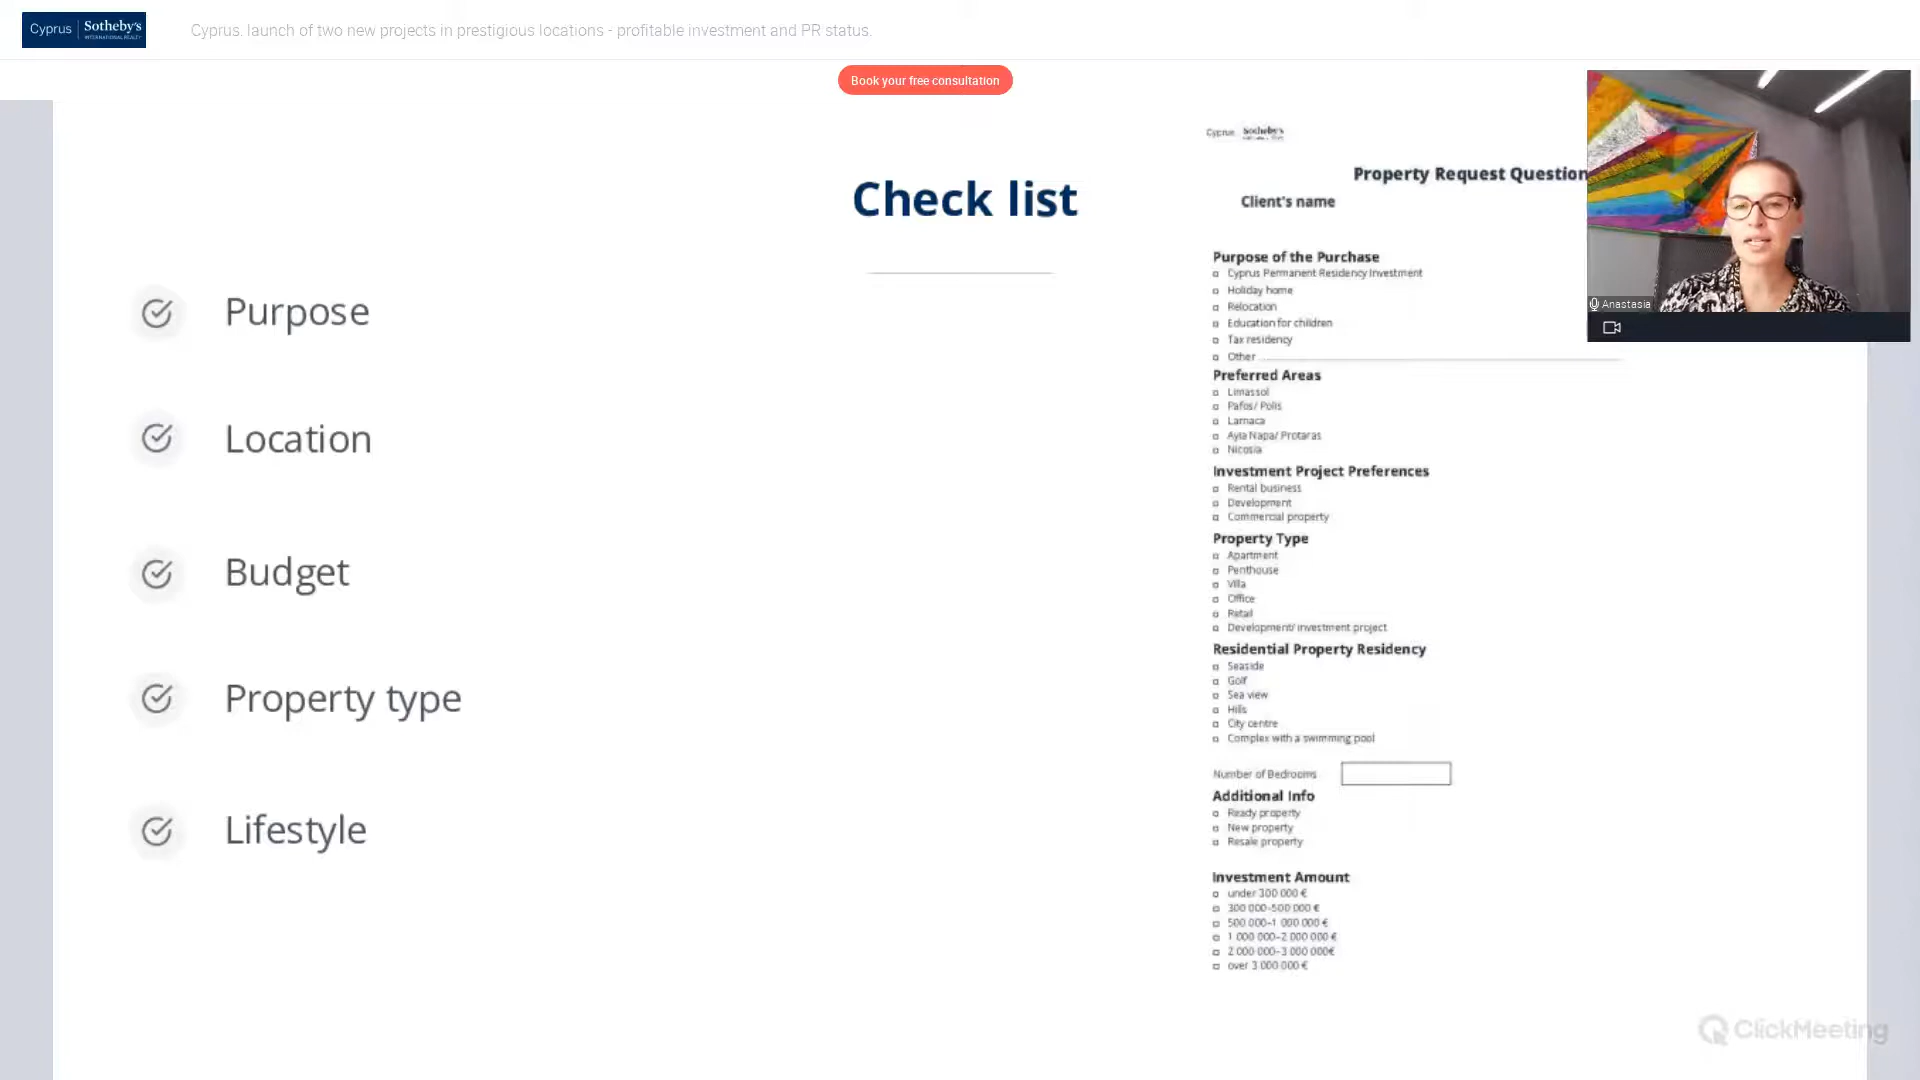 Cyprus Sotheby's
INTERNATIONAL REALTY
Cyprus. launch of two new projects in prestigious locations - profitable investment and PR status.
Book your free consultation
Check list
Purpose
Location
Budget
Property type
Lifestyle
Cyprus Sotheby's
Property Request Question
Client's name
Purpose of the Purchase
Cyprus Permanent Residency Investment
Holiday home
Relocation
Education for children
Tax residency
Other
Preferred Areas
Limassol
Pafos/ Polis
Larnaca
Ayia Napa/ Protaras
Nicosia
Investment Project Preferences
Rental business
Development
Commercial property
Property Type
Apartment
Penthouse
Villa
Office
Retail
Development/ investment project
Residential Property Residency
Seaside
Golf
Sea view
Hills
City centre
Complex with a swimming pool
Number of Bedrooms
Additional Info
Ready property
New property
Resale property
Investment Amount
under 300 000 €
300 000-500 000 €
500 000-1 000 000 €
1 000 000-2 000 000 €
2 000 000-3 000 000€
over 3 000 000 €
Anastasia
ClickMeeting